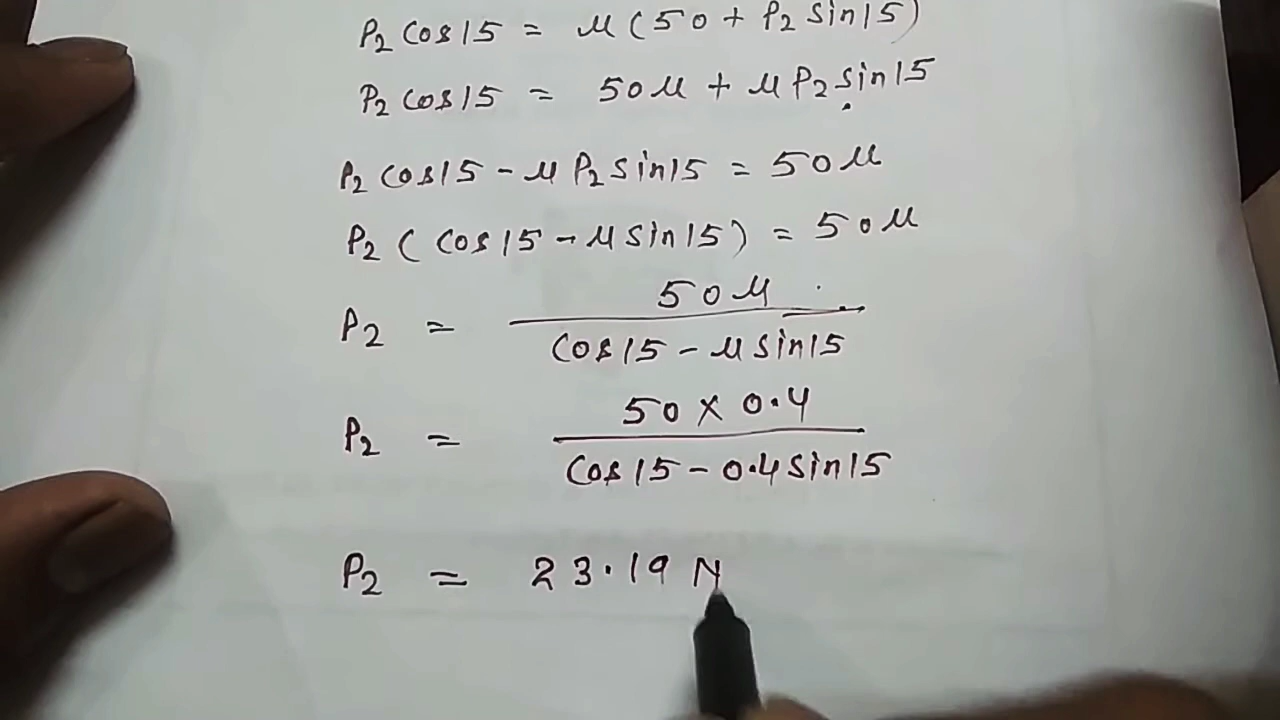 P2 cos15 = μ(50 + P2 sin15)
P2 cos15 = 50μ + μP2 sin15
P2 cos15 - μP2 sin15 = 50μ
P2 (cos15 - μ sin15) = 50μ
P2 = 50μ / cos15 - μ sin15
P2 = 50 × 0.4 / cos15 - 0.4 sin15
P2 = 23.19 N